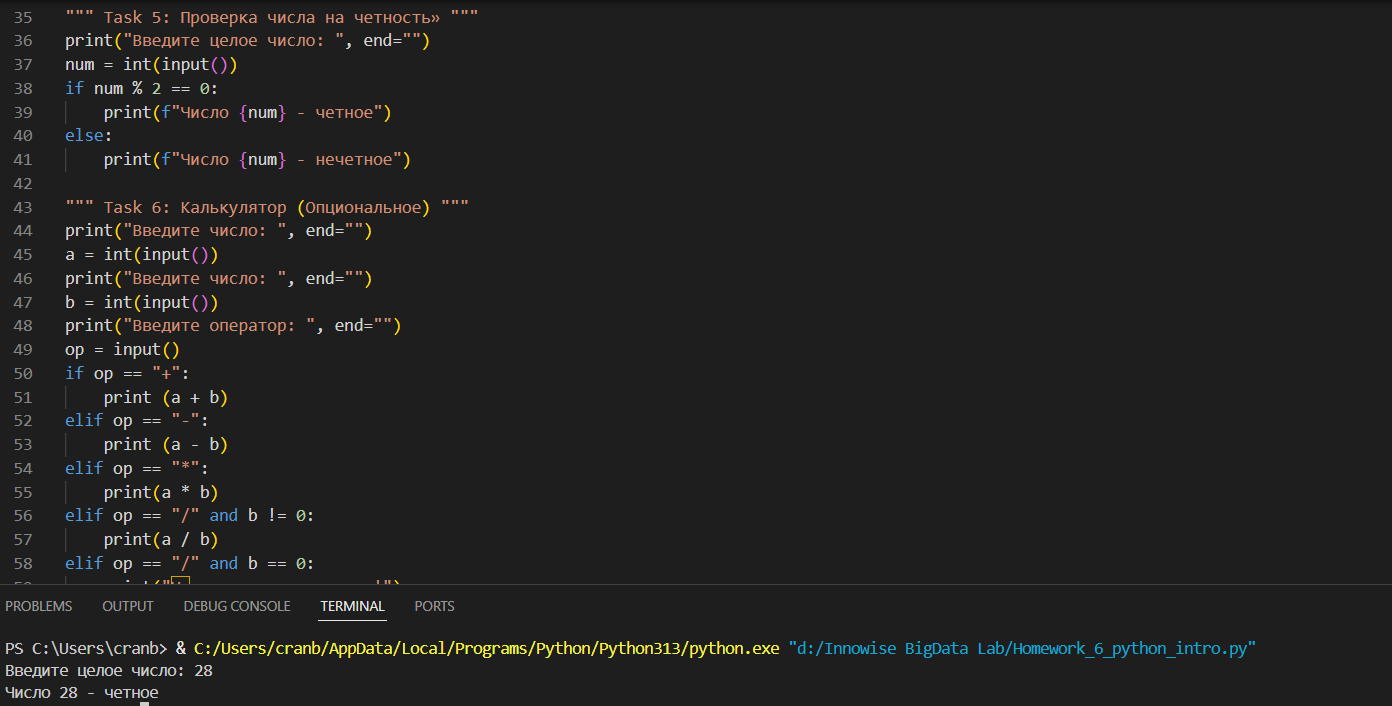 35 """ Task 5: Проверка числа на четность» """
36 print("Введите целое число: ", end="")
37 num = int(input())
38 if num % 2 == 0:
39     print(f"Число {num} - четное")
40 else:
41     print(f"Число {num} - нечетное")
42
43 """ Task 6: Калькулятор (Опциональное) """
44 print("Введите число: ", end="")
45 a = int(input())
46 print("Введите число: ", end="")
47 b = int(input())
48 print("Введите оператор: ", end="")
49 op = input()
50 if op == "+":
51     print (a + b)
52 elif op == "-":
53     print (a - b)
54 elif op == "*":
55     print(a * b)
56 elif op == "/" and b != 0:
57     print(a / b)
58 elif op == "/" and b == 0:
PROBLEMS OUTPUT DEBUG CONSOLE TERMINAL PORTS
PS C:\Users\cranb> & C:/Users/cranb/AppData/Local/Programs/Python/Python313/python.exe "d:/Innowise BigData Lab/Homework_6_python_intro.py"
Введите целое число: 28
Число 28 - четное